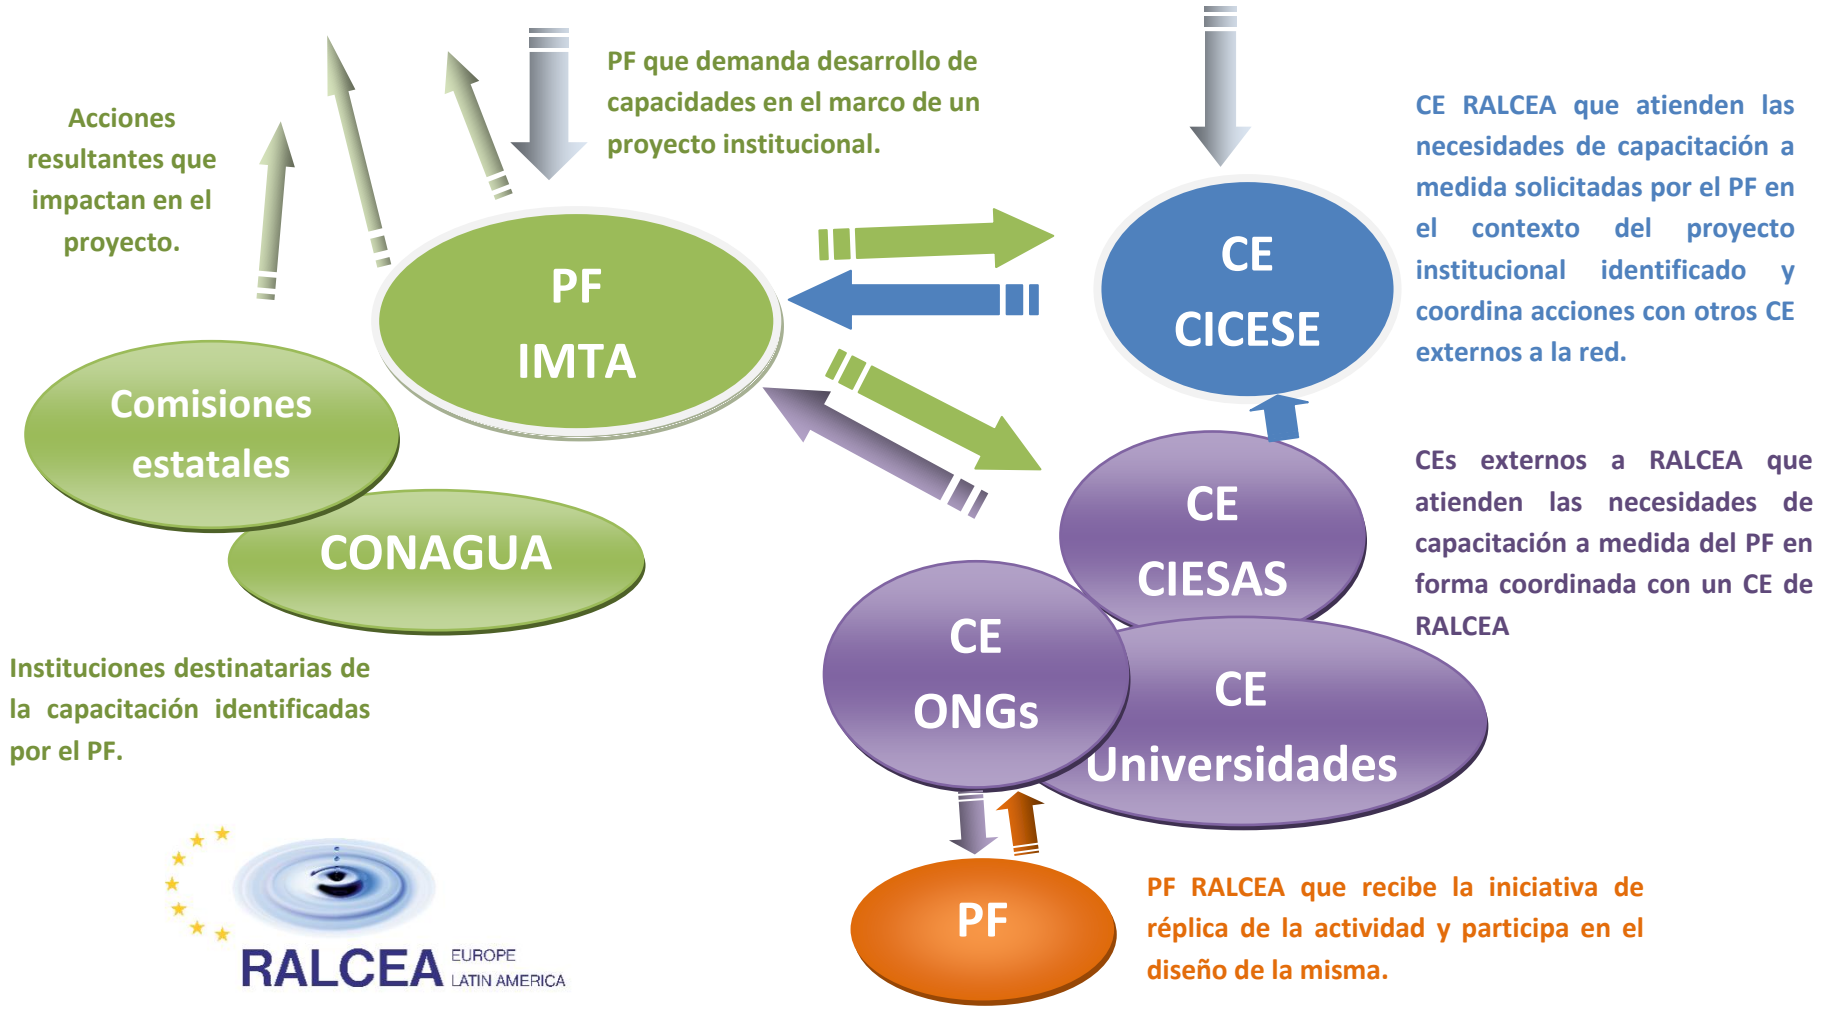 Acciones
resultantes que
impactan en el
proyecto.
PF que demanda desarrollo de
capacidades en el marco de un
proyecto institucional.
CE RALCEA que atienden las
necesidades de capacitación a
medida solicitadas por el PF en
el contexto del proyecto
institucional identificado y
coordina acciones con otros CE
externos a la red.
PF
IMTA
CE
CICESE
Comisiones
estatales
CONAGUA
CE
CIESAS
CEs externos a RALCEA que
atienden las necesidades de
capacitación a medida del PF en
forma coordinada con un CE de
RALCEA
CE
ONGs
CE
Universidades
Instituciones destinatarias de
la capacitación identificadas
por el PF.
PF
PF RALCEA que recibe la iniciativa de
réplica de la actividad y participa en el
diseño de la misma.
RALCEA EUROPE
LATIN AMERICA